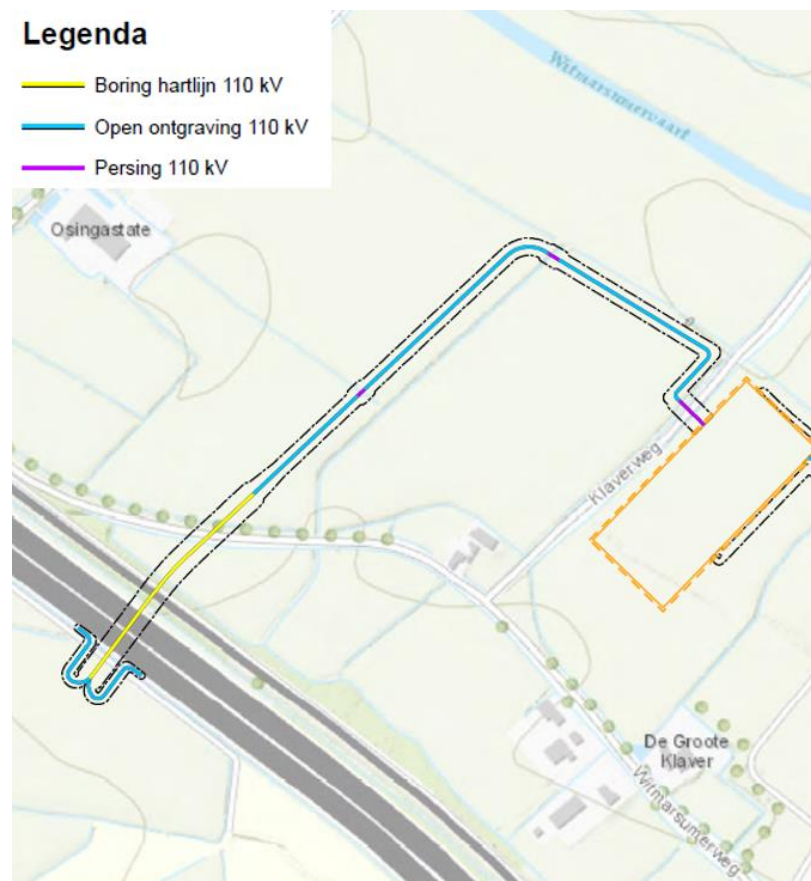 Legenda
Boring hartlijn 110 kV
Open ontgraving 110 kV
Persing 110 kV
Witmarsumervaart
Osingastate
Klaverweg
De Groote
Klaver
Witmarsumerweg